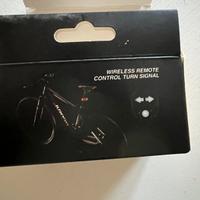 WIRELESS REMOTE
CONTROL TURN SIGNAL